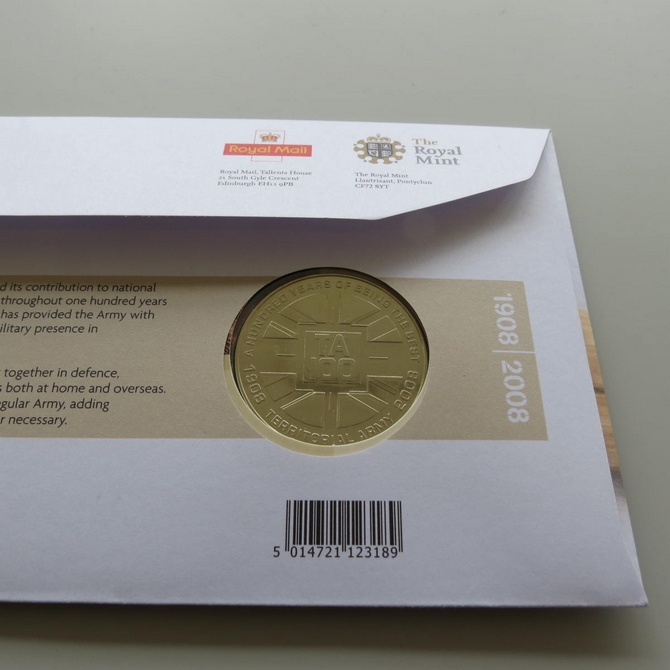 Royal Mail
Royal Mail, Tallents House
21 South Gyle Crescent
Edinburgh EH12 9PB
The
Royal
Mint
The Royal Mint
Llantrisant, Pontyclun
CF72 8YT
d its contribution to national
throughout one hundred years
has provided the Army with
ilitary presence in
together in defence,
s both at home and overseas.
gular Army, adding
r necessary.
A HUNDRED YEARS OF BEING THE BEST
TA
100
1908 TERRITORIAL ARMY 2008
1908 | 2008
5 014721 123189